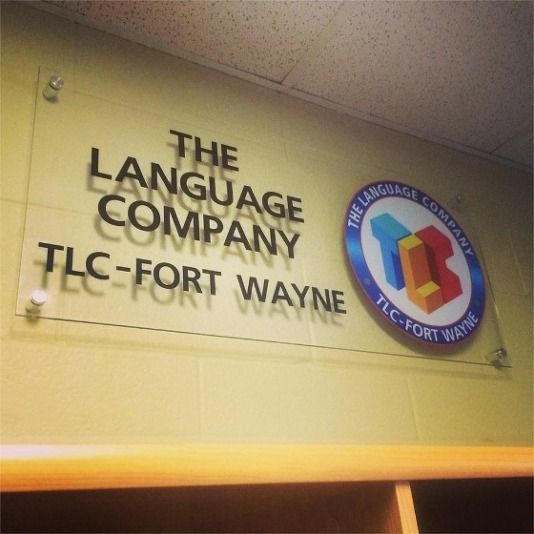 THE
LANGUAGE
COMPANY
TLC-FORT WAYNE
THE LANGUAGE COMPANY
TLC
TLC-FORT WAYNE